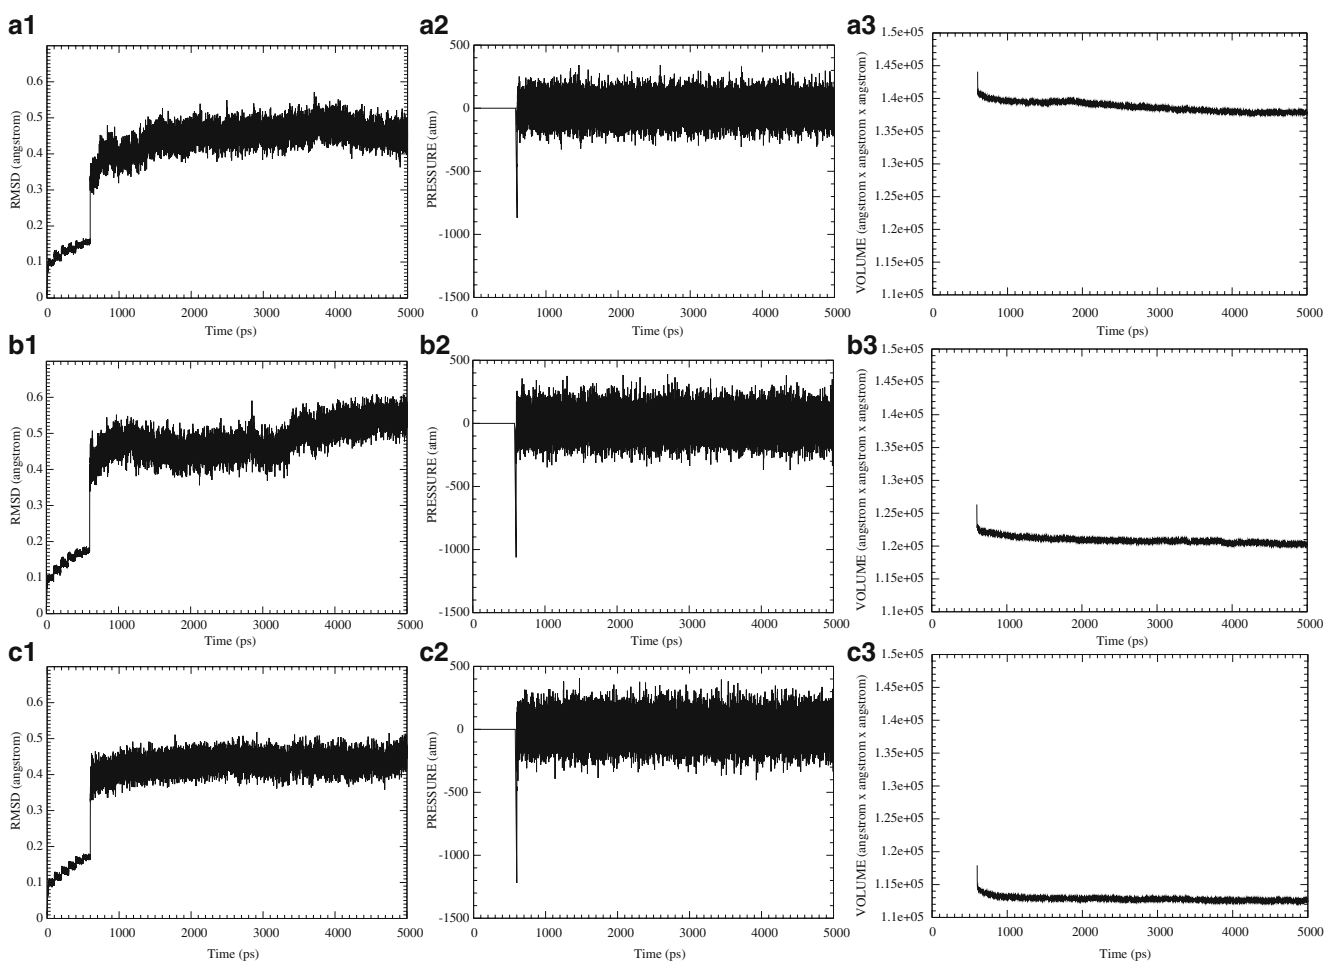 a1
0.6
0.5
0.4
0.3
0.2
0.1
0
RMSD (angstrom)
0 1000 2000 3000 4000 5000
Time (ps)
a2
500
0
-500
-1000
-1500
PRESSURE (atm)
0 1000 2000 3000 4000 5000
Time (ps)
a3
1.5e+05
1.45e+05
1.4e+05
1.35e+05
1.3e+05
1.25e+05
1.2e+05
1.15e+05
1.1e+05
VOLUME (angstrom x angstrom x angstrom)
0 1000 2000 3000 4000 5000
Time (ps)
b1
0.6
0.5
0.4
0.3
0.2
0.1
0
RMSD (angstrom)
0 1000 2000 3000 4000 5000
Time (ps)
b2
500
0
-500
-1000
-1500
PRESSURE (atm)
0 1000 2000 3000 4000 5000
Time (ps)
b3
1.5e+05
1.45e+05
1.4e+05
1.35e+05
1.3e+05
1.25e+05
1.2e+05
1.15e+05
1.1e+05
VOLUME (angstrom x angstrom x angstrom)
0 1000 2000 3000 4000 5000
Time (ps)
c1
0.6
0.5
0.4
0.3
0.2
0.1
0
RMSD (angstrom)
0 1000 2000 3000 4000 5000
Time (ps)
c2
500
0
-500
-1000
-1500
PRESSURE (atm)
0 1000 2000 3000 4000 5000
Time (ps)
c3
1.5e+05
1.45e+05
1.4e+05
1.35e+05
1.3e+05
1.25e+05
1.2e+05
1.15e+05
1.1e+05
VOLUME (angstrom x angstrom x angstrom)
0 1000 2000 3000 4000 5000
Time (ps)